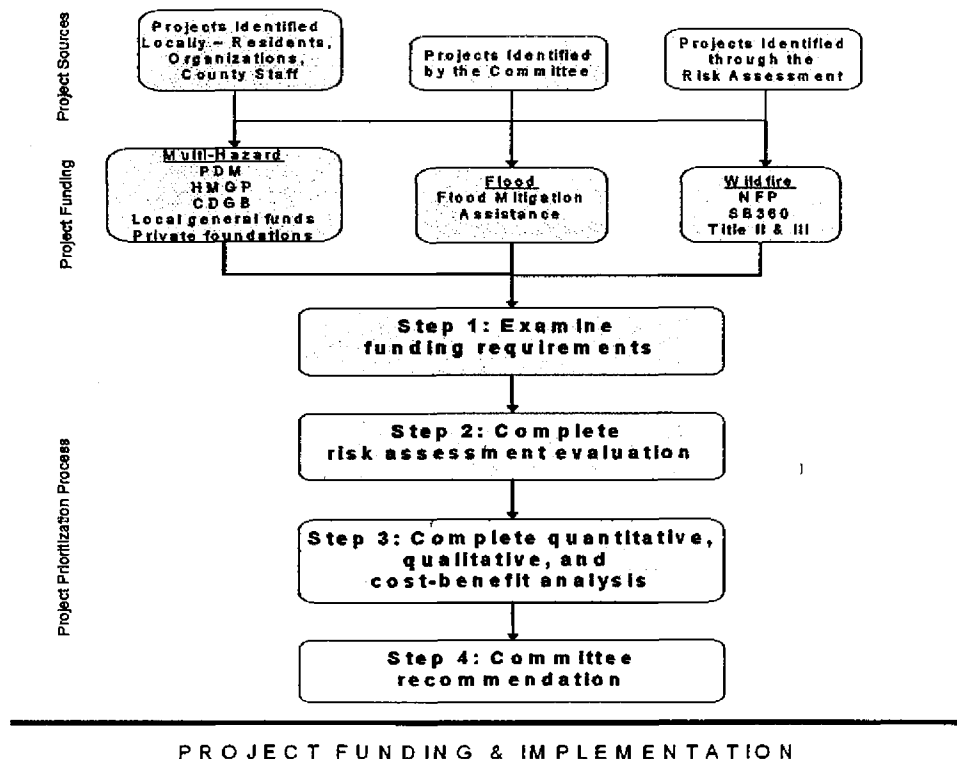 Project Sources
Projects Identified
Locally – Residents,
Organizations,
County Staff
Projects Identified
by the Committee
Projects Identified
through the
Risk Assessment
Project Funding
Multi-Hazard
PDM
HMGP
CDGB
Local general funds
Private foundations
Flood
Flood Mitigation
Assistance
Wildfire
NFP
SB360
Title II & III
Project Prioritization Process
Step 1: Examine
funding requirements
Step 2: Complete
risk assessment evaluation
Step 3: Complete quantitative,
qualitative, and
cost-benefit analysis
Step 4: Committee
recommendation
PROJECT FUNDING & IMPLEMENTATION